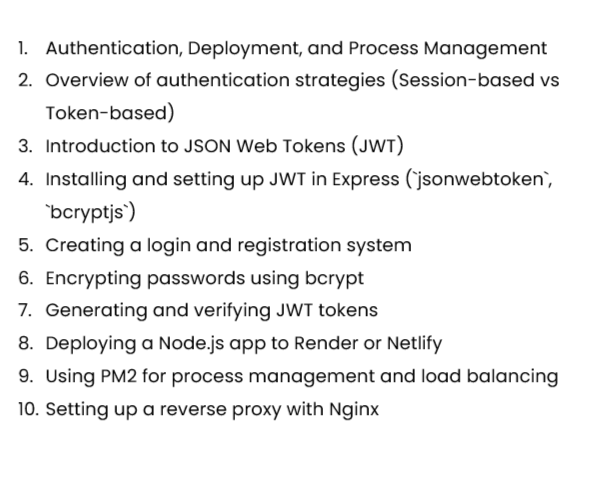 1. Authentication, Deployment, and Process Management
2. Overview of authentication strategies (Session-based vs
Token-based)
3. Introduction to JSON Web Tokens (JWT)
4. Installing and setting up JWT in Express (`jsonwebtoken`,
`bcryptjs`)
5. Creating a login and registration system
6. Encrypting passwords using bcrypt
7. Generating and verifying JWT tokens
8. Deploying a Node.js app to Render or Netlify
9. Using PM2 for process management and load balancing
10. Setting up a reverse proxy with Nginx